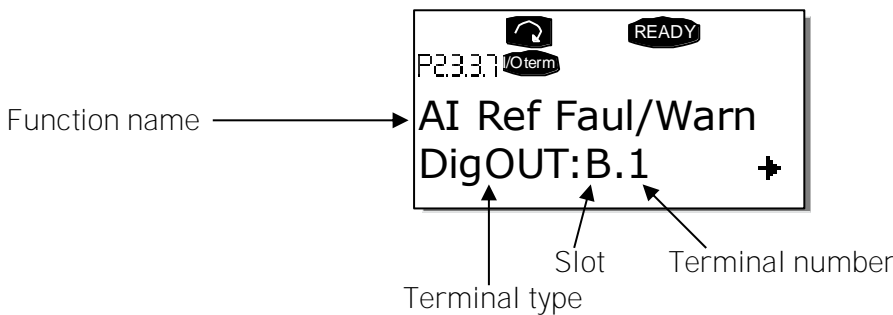 READY
P2.3.3.7 I/Oterm
Function name
AI Ref Faul/Warn
DigOUT:B.1
Slot
Terminal number
Terminal type